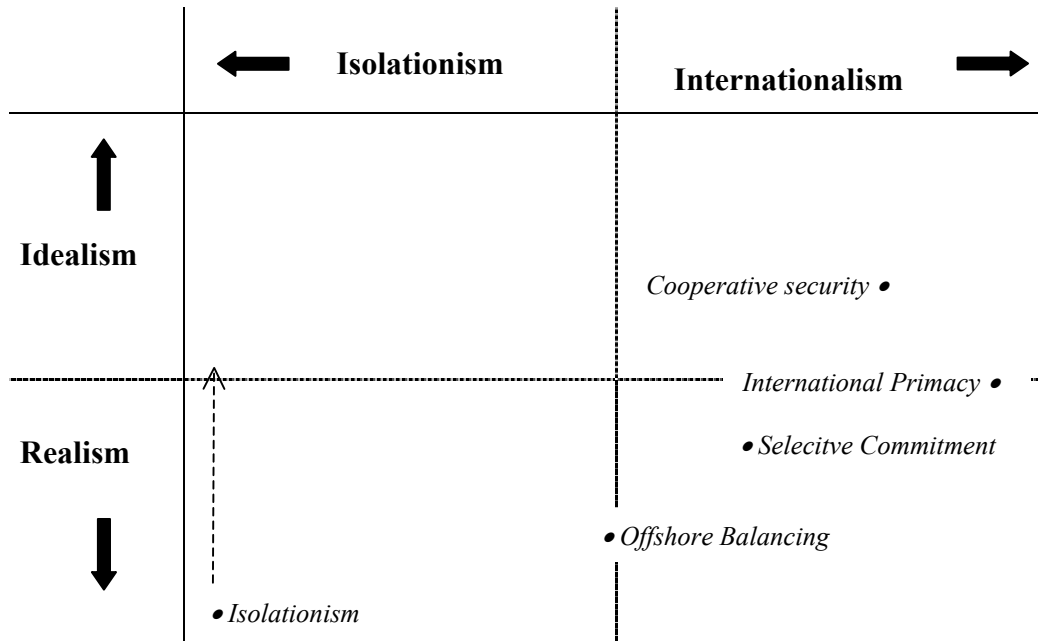 Isolationism
Internationalism
Idealism
Cooperative security
International Primacy
Realism
Selecitve Commitment
Offshore Balancing
Isolationism